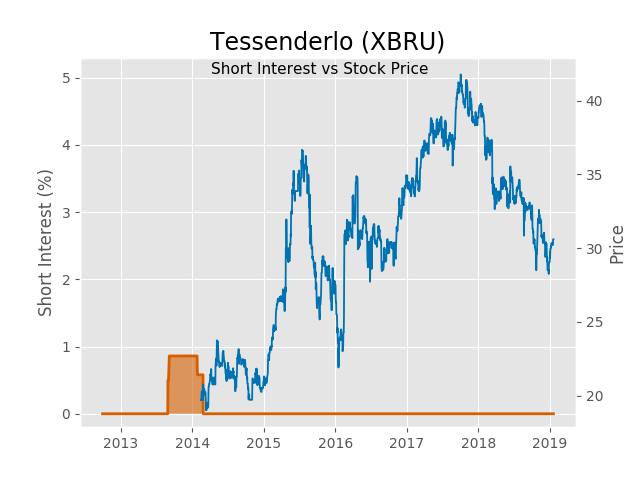 Tessenderlo (XBRU)
Short Interest vs Stock Price
Short Interest (%)
5
4
3
2
1
0
40
35
30
25
20
Price
2013 2014 2015 2016 2017 2018 2019